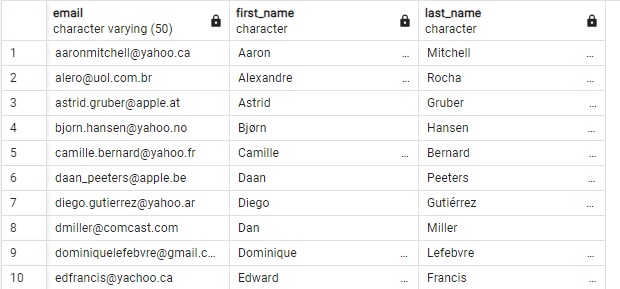 email first_name last_name
character varying (50) character character
1 aaronmitchell@yahoo.ca Aaron ... Mitchell ...
2 alero@uol.com.br Alexandre ... Rocha ...
3 astrid.gruber@apple.at Astrid Gruber ...
4 bjorn.hansen@yahoo.no Bjørn Hansen ...
5 camille.bernard@yahoo.fr Camille ... Bernard ...
6 daan_peeters@apple.be Daan Peeters ...
7 diego.gutierrez@yahoo.ar Diego Gutiérrez ...
8 dmiller@comcast.com Dan Miller
9 dominiquelefebvre@gmail.c... Dominique ... Lefebvre ...
10 edfrancis@yachoo.ca Edward ... Francis ...